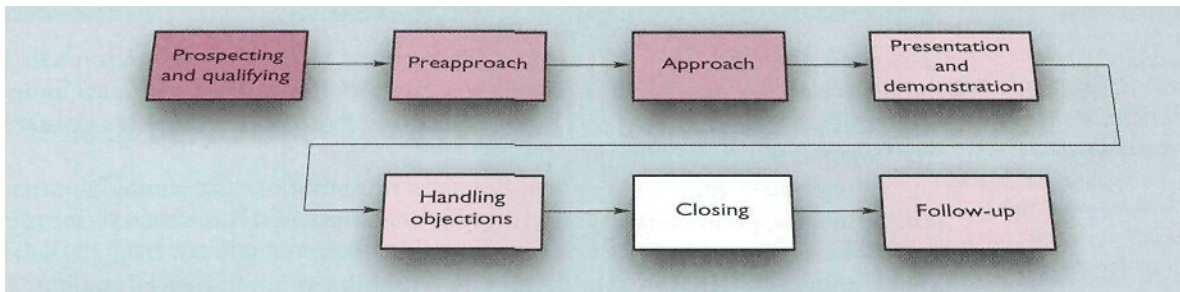 Prospecting
and qualifying
Preapproach
Approach
Presentation
and
demonstration
Handling
objections
Closing
Follow-up